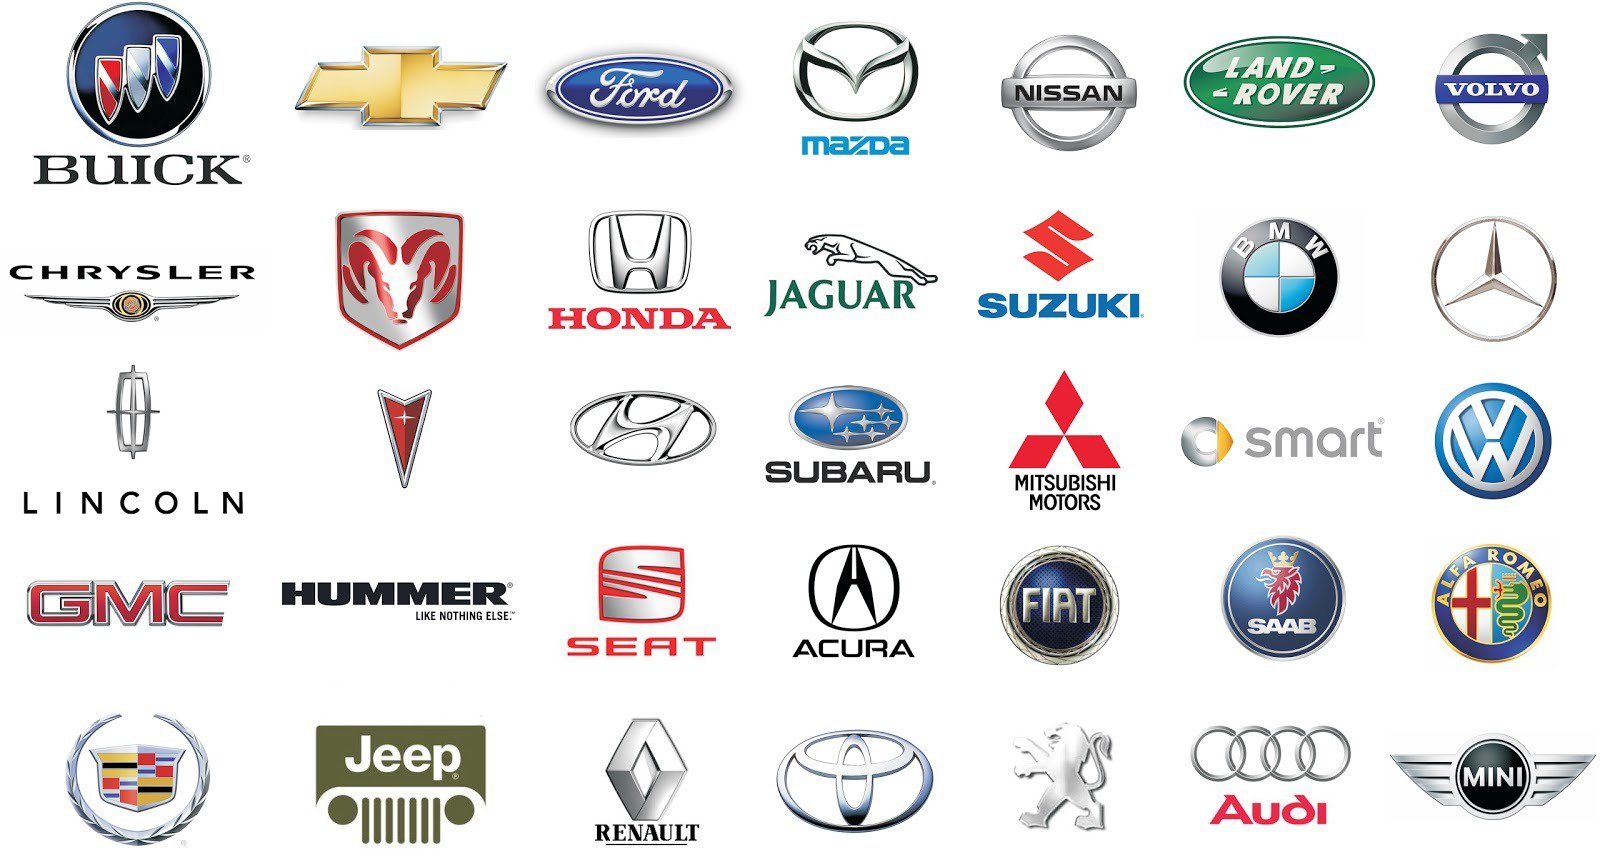 BUICK®
Ford
mazda
NISSAN
LAND
ROVER
VOLVO
CHRYSLER
®
HONDA
JAGUAR
SUZUKI®
BMW
LINCOLN
SUBARU®
MITSUBISHI
MOTORS
smart®
GMC
HUMMER®
LIKE NOTHING ELSE.™
SEAT
ACURA
FIAT
SAAB
ALFA ROMEO
®
Jeep®
RENAULT
Audi
MINI